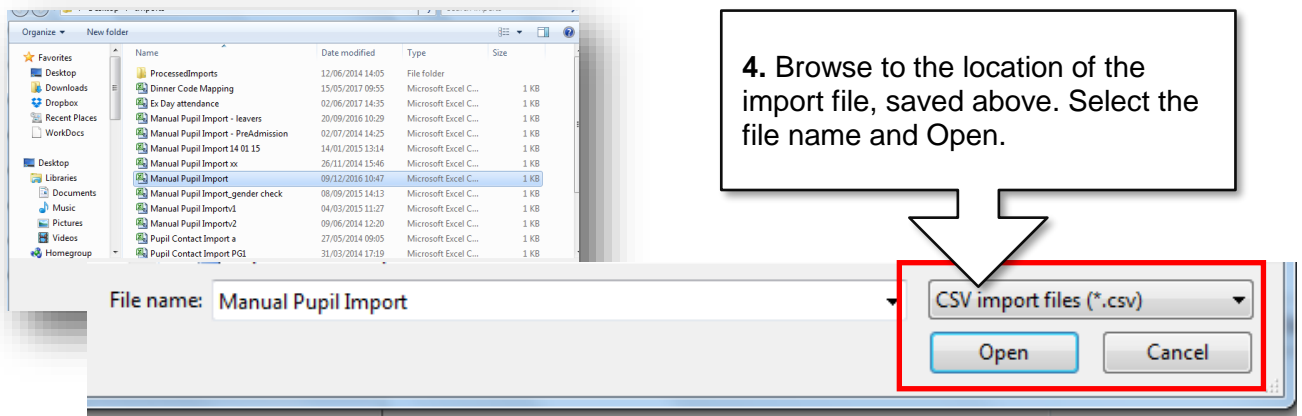 Organize New folder
Name Date modified Type Size
Favorites
Desktop
Downloads
Dropbox
Recent Places
WorkDocs
Desktop
Libraries
Documents
Music
Pictures
Videos
Homegroup
ProcessedImports 12/06/2014 14:05 File folder
Dinner Code Mapping 15/05/2017 09:55 Microsoft Excel C... 1 KB
Ex Day attendance 02/06/2017 14:35 Microsoft Excel C... 1 KB
Manual Pupil Import - leavers 20/09/2016 10:29 Microsoft Excel C... 1 KB
Manual Pupil Import - PreAdmission 02/07/2014 14:25 Microsoft Excel C... 1 KB
Manual Pupil Import 14 01 15 14/01/2015 13:14 Microsoft Excel C... 1 KB
Manual Pupil Import xx 26/11/2014 15:46 Microsoft Excel C... 1 KB
Manual Pupil Import 09/12/2016 10:47 Microsoft Excel C... 1 KB
Manual Pupil Import_gender check 08/09/2015 14:13 Microsoft Excel C... 1 KB
Manual Pupil Importv1 04/03/2015 11:27 Microsoft Excel C... 1 KB
Manual Pupil Importv2 09/06/2014 12:20 Microsoft Excel C... 1 KB
Pupil Contact Import a 27/05/2014 09:05 Microsoft Excel C... 1 KB
Pupil Contact Import PG1 31/03/2014 17:19 Microsoft Excel C... 1 KB
4. Browse to the location of the
import file, saved above. Select the
file name and Open.
File name: Manual Pupil Import CSV import files (*.csv)
Open Cancel